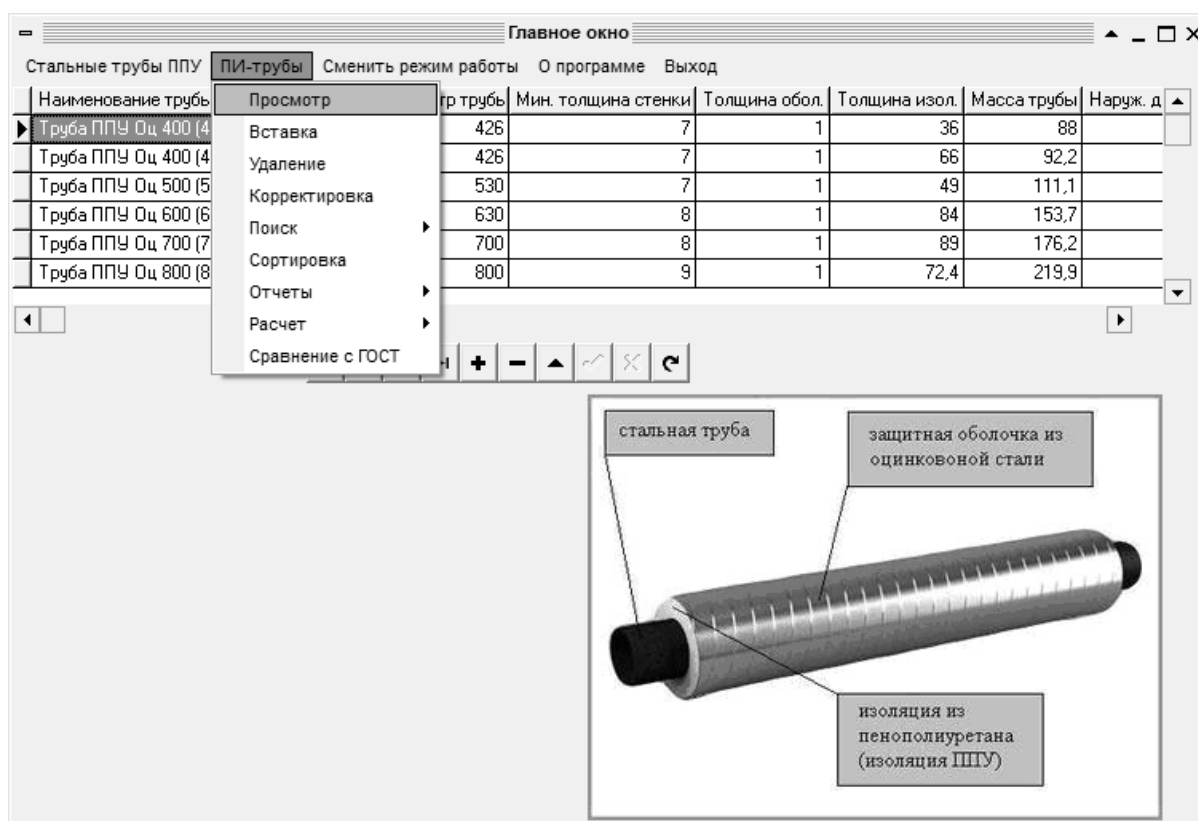 Главное окно
Стальные трубы ППУ ПИ-трубы Сменить режим работы О программе Выход
Наименование трубы тр трубы Мин. толщина стенки Толщина обол. Толщина изол. Масса трубы Наруж. д
Труба ППУ Оц 400 (4 426 7 1 36 88
Труба ППУ Оц 400 (4 426 7 1 66 92,2
Труба ППУ Оц 500 (5 530 7 1 49 111,1
Труба ППУ Оц 600 (6 630 8 1 84 153,7
Труба ППУ Оц 700 (7 700 8 1 89 176,2
Труба ППУ Оц 800 (8 800 9 1 72,4 219,9
Просмотр
Вставка
Удаление
Корректировка
Поиск
Сортировка
Отчеты
Расчет
Сравнение с ГОСТ
стальная труба
защитная оболочка из
оцинковоной стали
изоляция из
пенополиуретана
(изоляция ППУ)